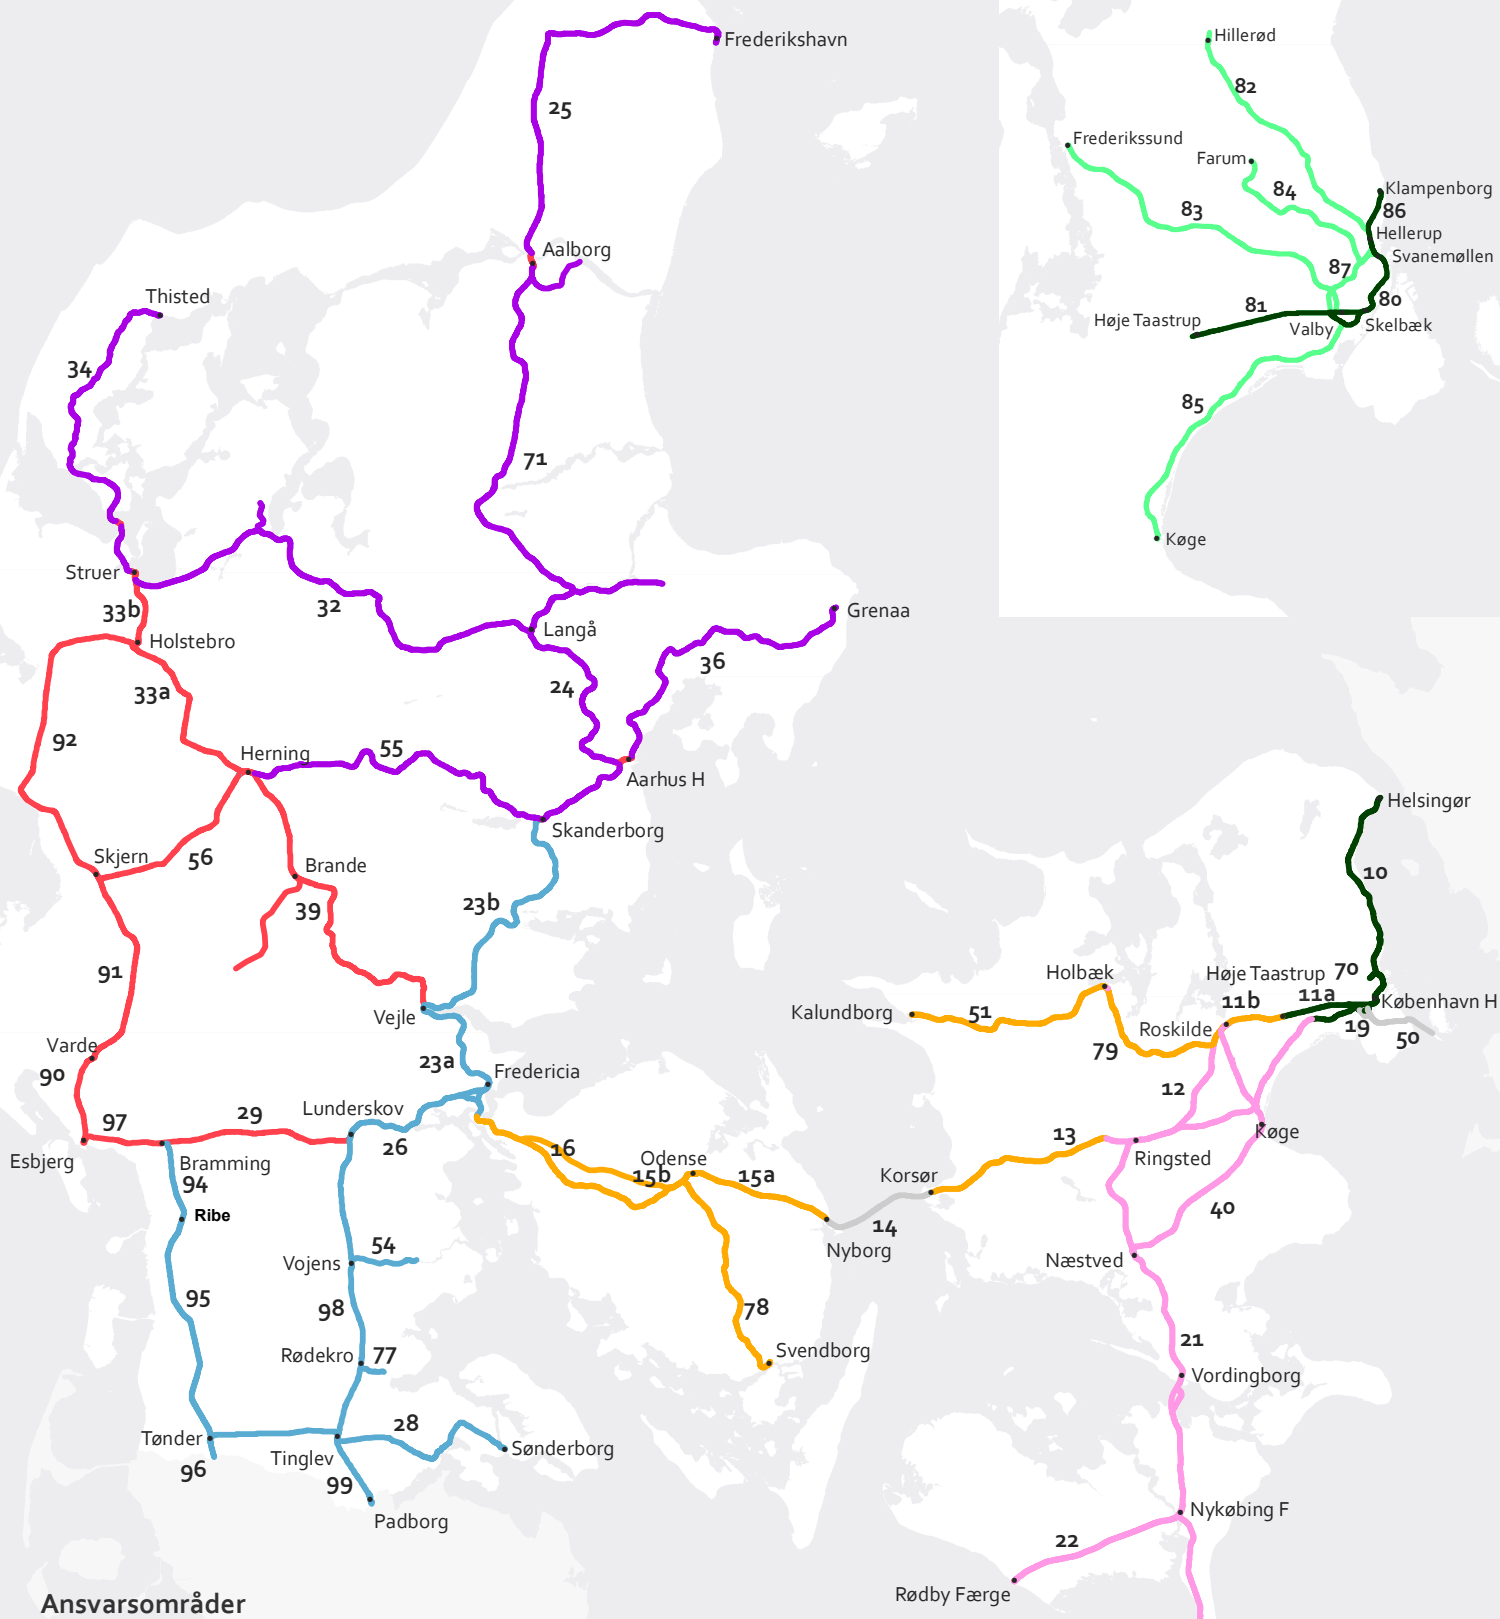 Frederikshavn
25
Aalborg
Thisted
34
71
Struer
33b
32
Holstebro
Langå
Grenaa
33a
24
36
92
Herning
55
Aarhus H
Skanderborg
Skjern
56
Brande
39
23b
91
Vejle
Varde
90
23a
Fredericia
97
29
Lunderskov
26
Esbjerg
Bramming
94
Ribe
16
Odense
15b
15a
Korsør
14
Nyborg
54
Vojens
95
98
78
Rødekro
77
Svendborg
Tønder
28
Sønderborg
96
Tinglev
99
Padborg
Ansvarsområder
Hillerød
82
Frederikssund
Farum
84
83
Klampenborg
86
Hellerup
Svanemøllen
87
81
80
Høje Taastrup
Valby
Skelbæk
85
Køge
Helsingør
10
Holbæk
Høje Taastrup
70
Kalundborg
51
11b
11a
København H
Roskilde
19
50
79
12
13
Køge
Ringsted
40
Næstved
21
Vordingborg
Nykøbing F
22
Rødby Færge